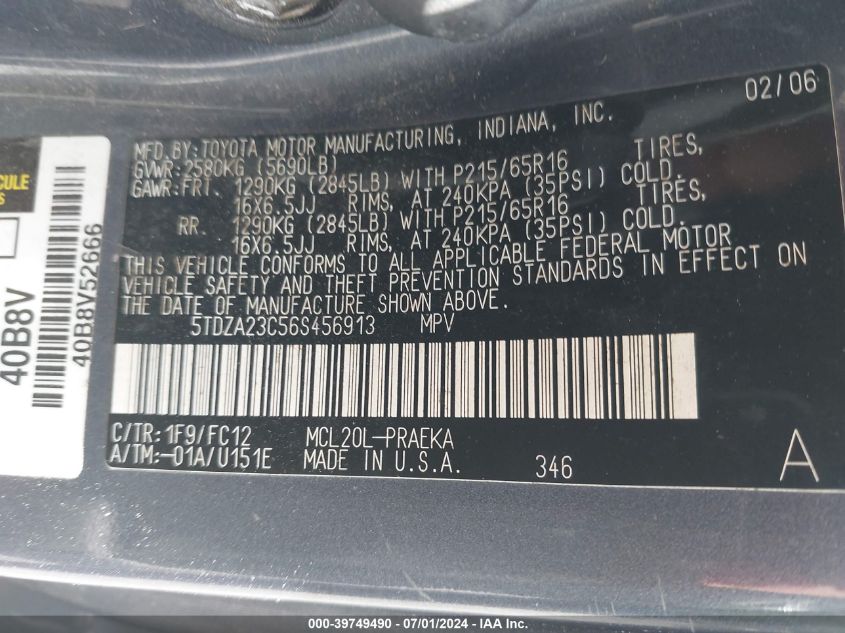 02/06
MFD.BY:TOYOTA MOTOR MANUFACTURING, INDIANA, INC.
GVWR:2580KG (5690LB)
GAWR:FRT. 1290KG (2845LB) WITH P215/65R16 TIRES,
16X6.5JJ RIMS, AT 240KPA (35PSI) COLD.
RR. 1290KG (2845LB) WITH P215/65R16 TIRES,
16X6.5JJ RIMS, AT 240KPA (35PSI) COLD.
THIS VEHICLE CONFORMS TO ALL APPLICABLE FEDERAL MOTOR
VEHICLE SAFETY AND THEFT PREVENTION STANDARDS IN EFFECT ON
THE DATE OF MANUFACTURE SHOWN ABOVE.
5TDZA23C56S456913 MPV
C/TR:1F9/FC12 MCL20L-PRAEKA
A/TM:-01A/U151E MADE IN U.S.A. 346 A
40B8V
40B8V52666
000-39749490 - 07/01/2024 - IAA Inc.